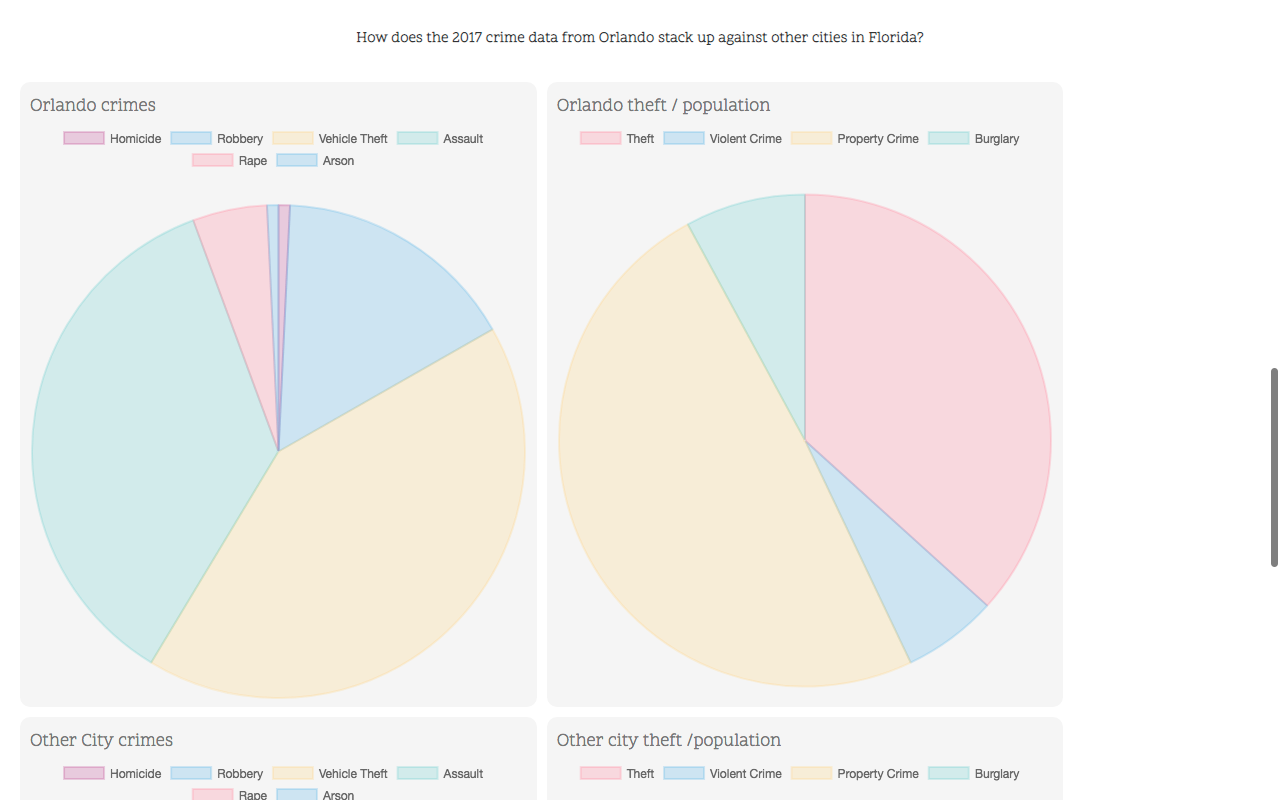 How does the 2017 crime data from Orlando stack up against other cities in Florida?
Orlando crimes
Homicide Robbery Vehicle Theft Assault
Rape Arson
Orlando theft / population
Theft Violent Crime Property Crime Burglary
Other City crimes
Homicide Robbery Vehicle Theft Assault
Rape Arson
Other city theft /population
Theft Violent Crime Property Crime Burglary